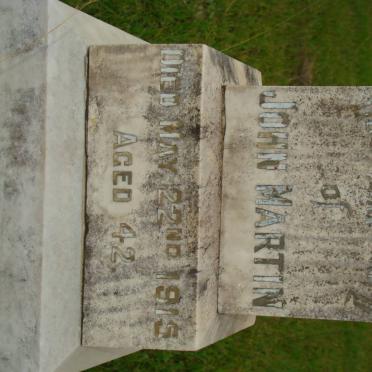 of
JOHN MARTIN
DIED MAY 22ND 1915
AGED 42